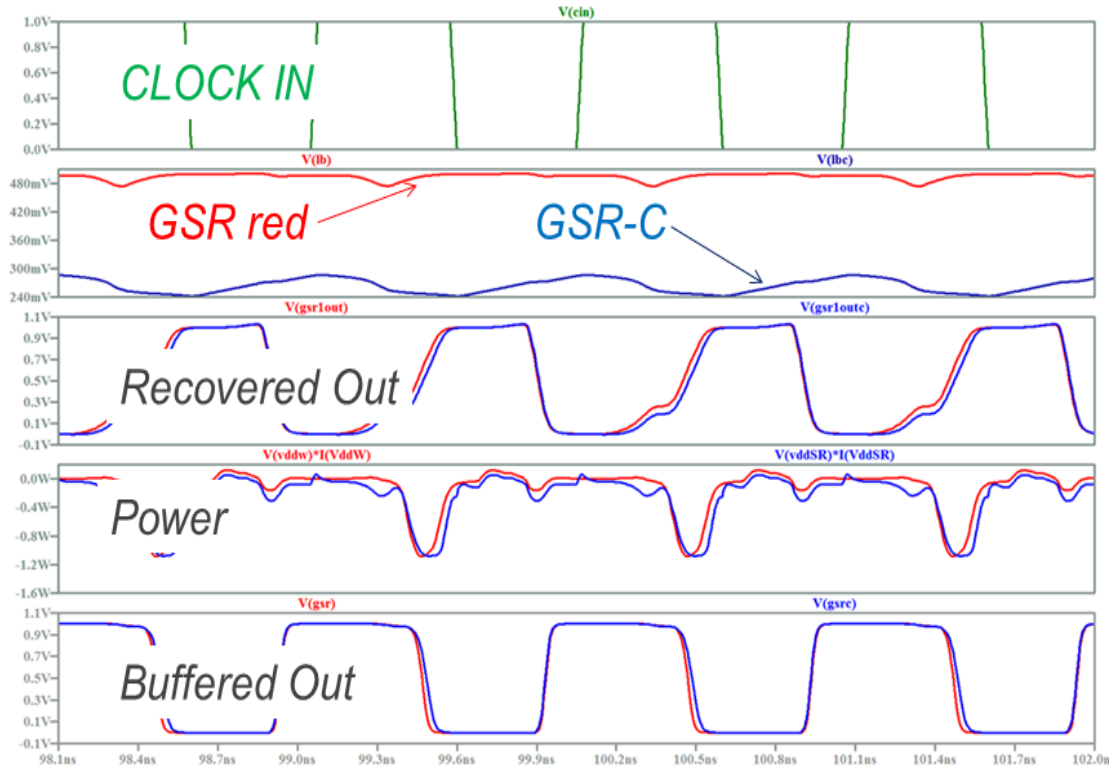 V(cin)
1.0V
0.8V
0.6V
0.4V
0.2V
0.0V
CLOCK IN
V(lb) V(lbc)
480mV
420mV
360mV
300mV
240mV
GSR red GSR-C
V(gsr1out) V(gsr1outc)
1.1V
0.9V
0.7V
0.5V
0.3V
0.1V
-0.1V
Recovered Out
V(vddw)*I(VddW) V(vddSR)*I(VddSR)
0.0W
-0.4W
-0.8W
-1.2W
-1.6W
Power
V(gsr) V(gsrc)
1.1V
0.9V
0.7V
0.5V
0.3V
0.1V
-0.1V
Buffered Out
98.1ns 98.4ns 98.7ns 99.0ns 99.3ns 99.6ns 99.9ns 100.2ns 100.5ns 100.8ns 101.1ns 101.4ns 101.7ns 102.0ns